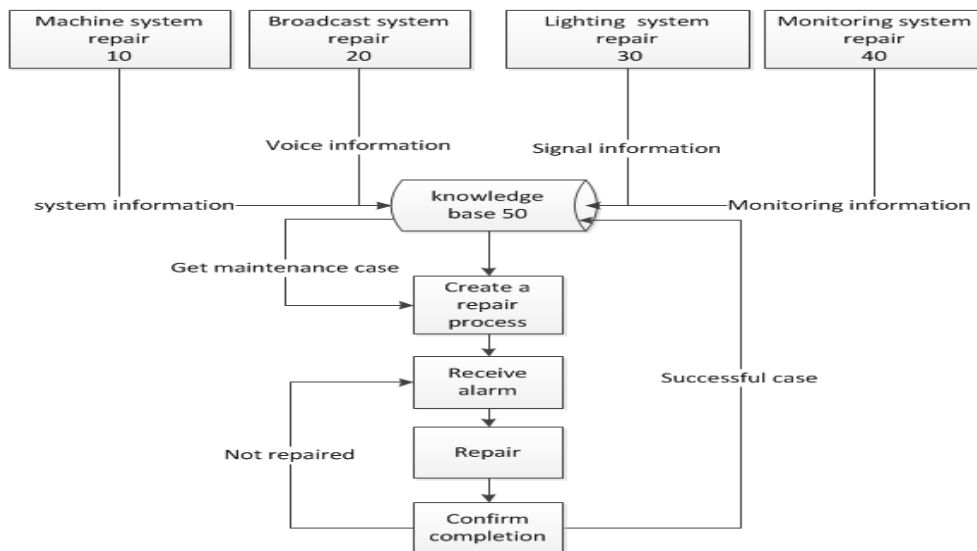 Machine system
repair
10
Broadcast system
repair
20
Lighting system
repair
30
Monitoring system
repair
40
Voice information
Signal information
system information
knowledge
base 50
Monitoring information
Get maintenance case
Create a
repair
process
Receive
alarm
Successful case
Not repaired
Repair
Confirm
completion